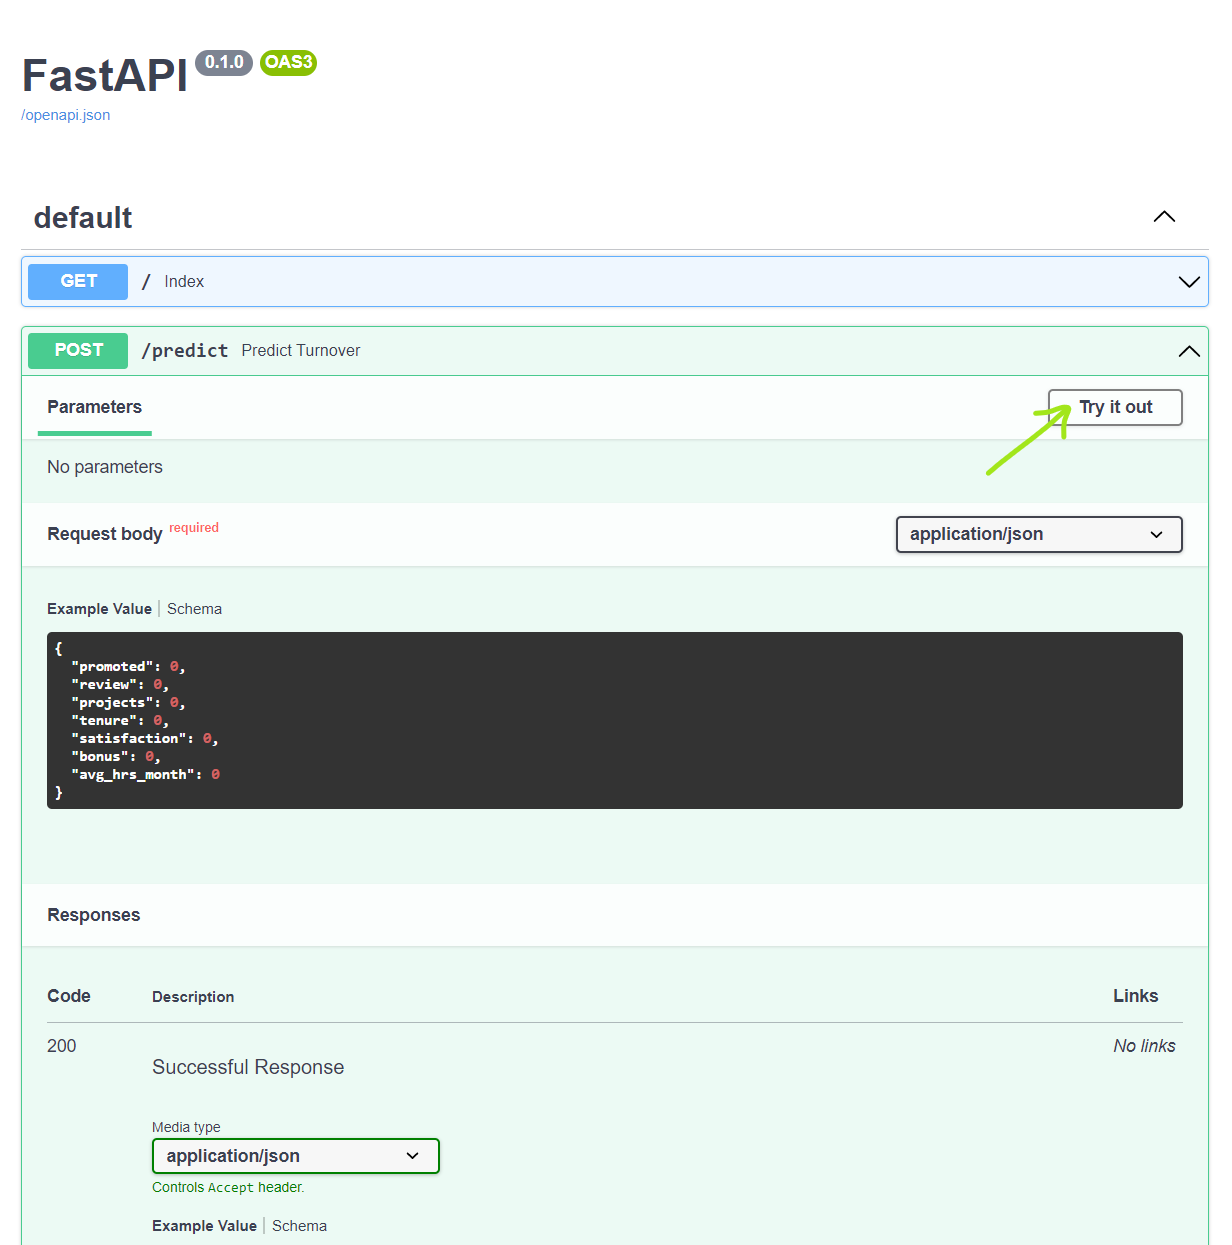 FastAPI 0.1.0 OAS3
/openapi.json
default
GET / Index
POST /predict Predict Turnover
Parameters
Try it out
No parameters
Request body required
application/json
Example Value | Schema
{
  "promoted": 0,
  "review": 0,
  "projects": 0,
  "tenure": 0,
  "satisfaction": 0,
  "bonus": 0,
  "avg_hrs_month": 0
}
Responses
Code Description Links
200 Successful Response No links
Media type
application/json
Controls Accept header.
Example Value | Schema